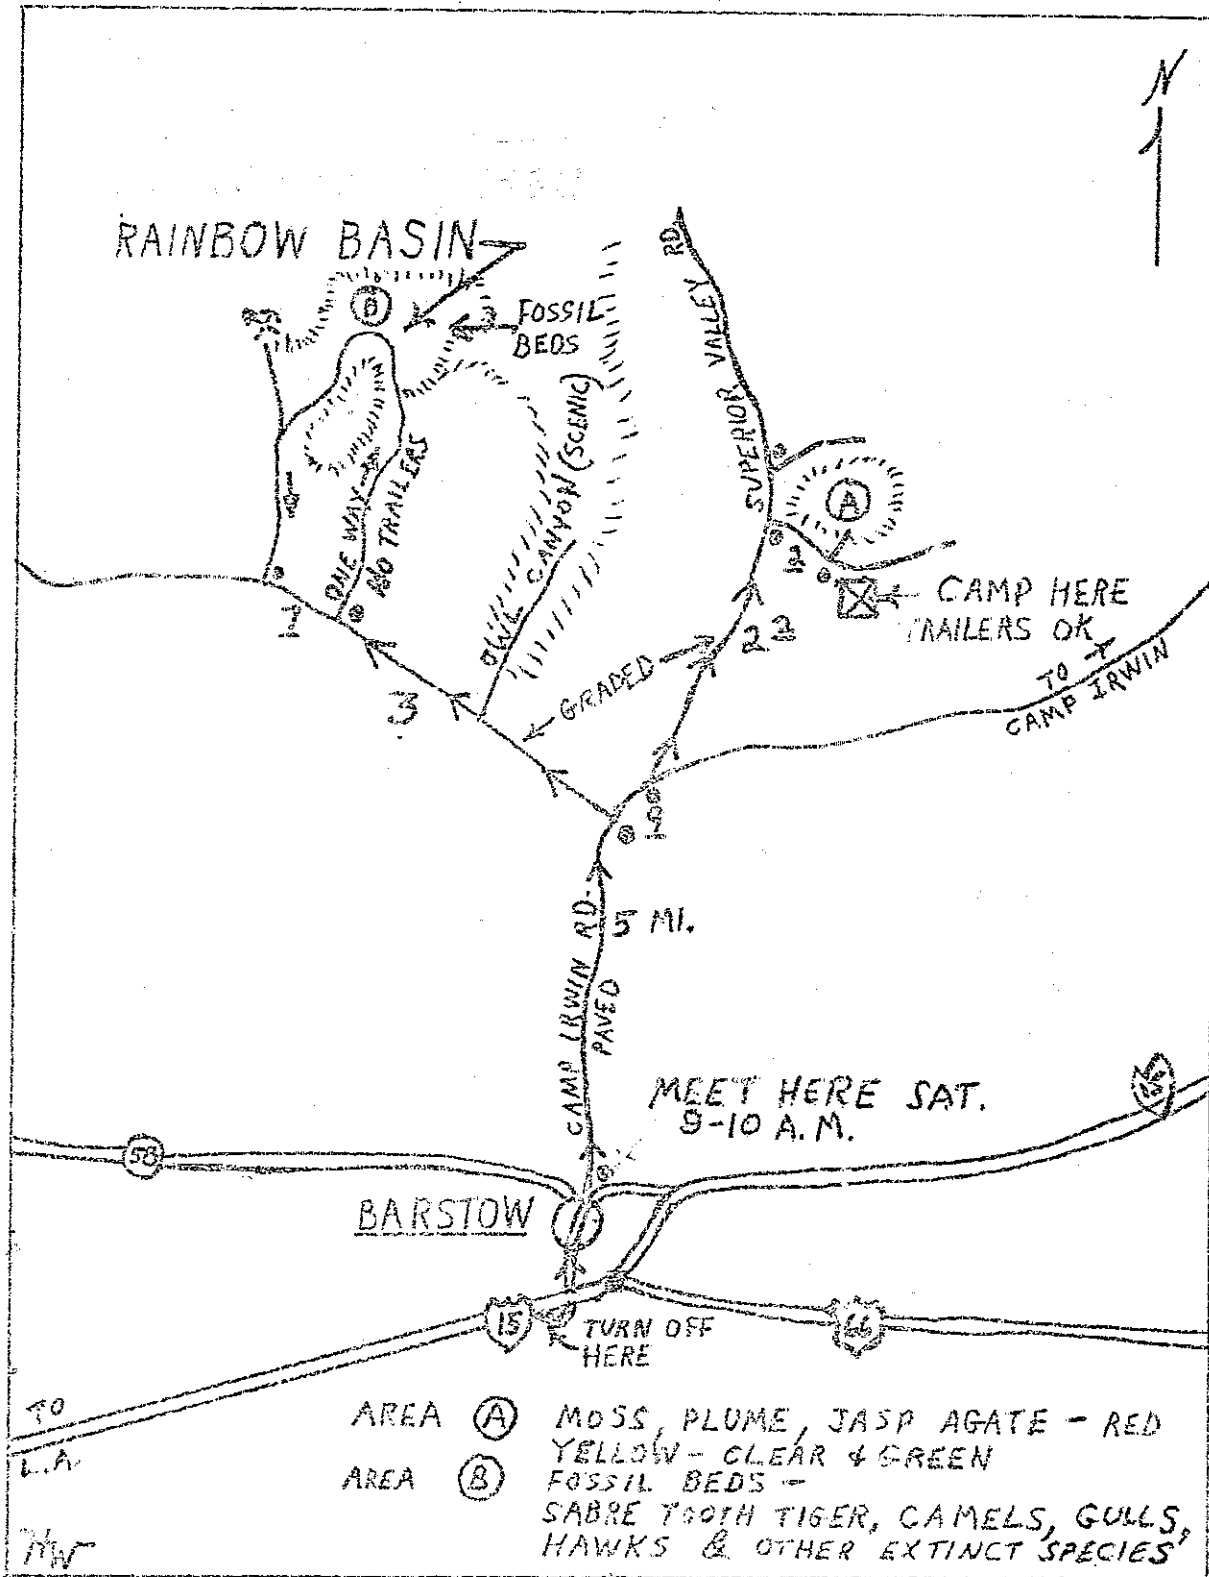 N
RAINBOW BASIN
B
FOSSIL
BEDS
SUPERIOR VALLEY RD
OWL CANYON (SCENIC)
ONE WAY
NO TRAILERS
A
CAMP HERE
TRAILERS OK
1
3
GRADED
TO
CAMP IRWIN
5 MI.
CAMP IRWIN RD.
PAVED
MEET HERE SAT.
9-10 A.M.
15
58
BARSTOW
15
66
TURN OFF
HERE
TO
L.A.
AREA A MOSS, PLUME, JASP AGATE - RED
YELLOW - CLEAR & GREEN
AREA B FOSSIL BEDS -
SABRE TOOTH TIGER, CAMELS, GULLS,
HAWKS & OTHER EXTINCT SPECIES
HW